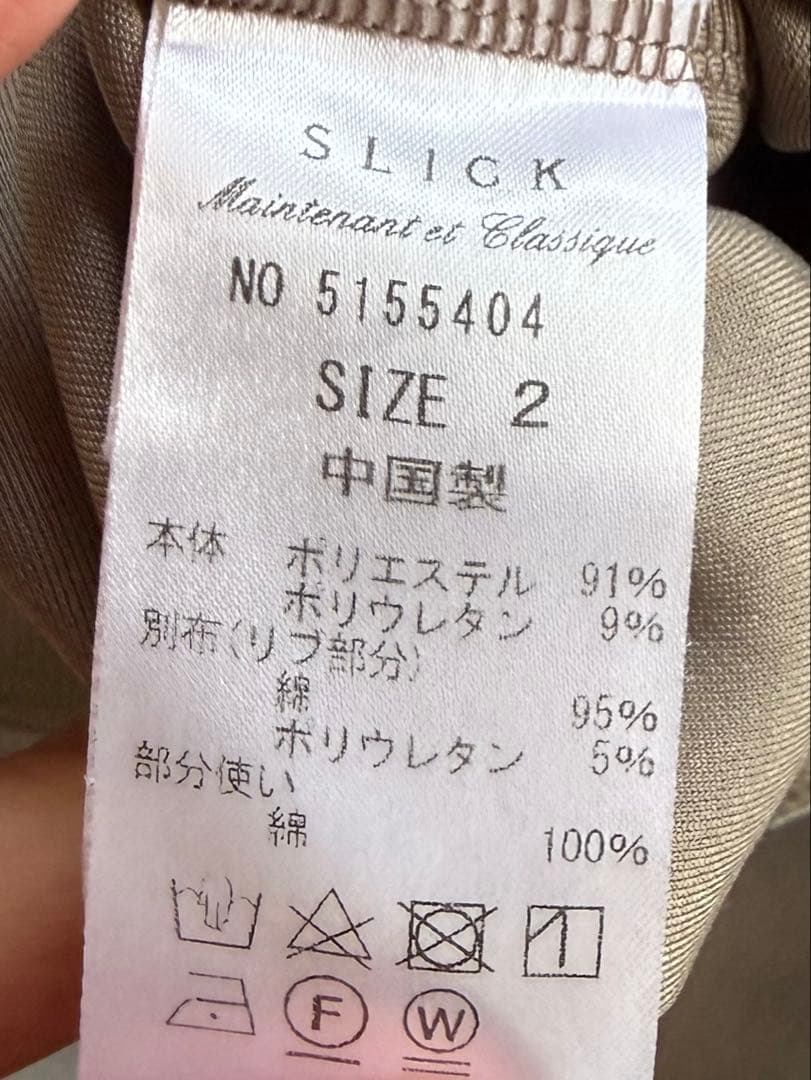 SLICK
Maintenant et Classique
NO 5155404
SIZE 2
中国製
本体 ポリエステル 91%
ポリウレタン 9%
別布(リブ部分)
綿 95%
ポリウレタン 5%
部分使い
綿 100%
F W